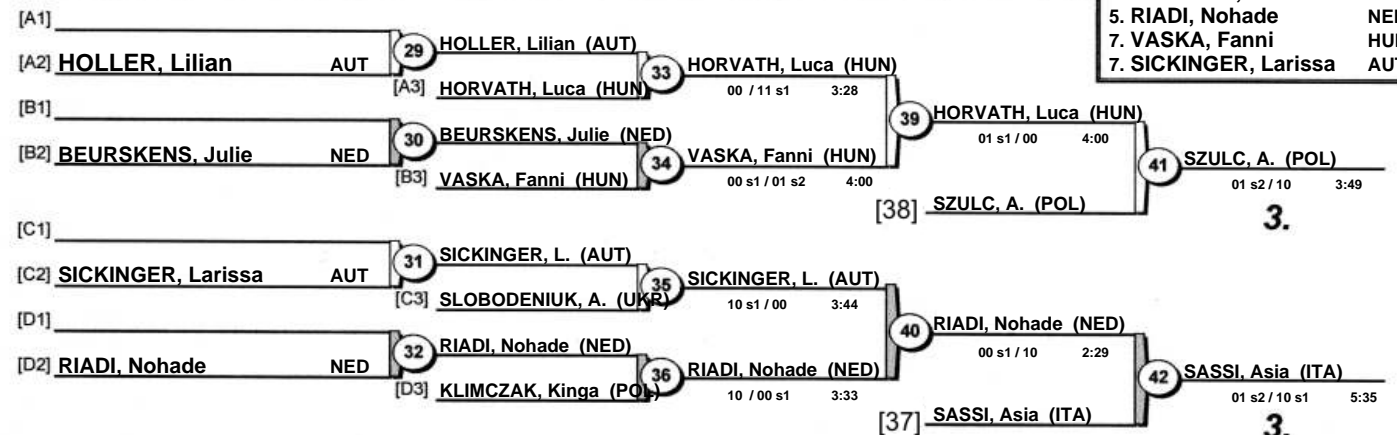 5. RIADI, Nohade
7. VASKA, Fanni
7. SICKINGER, Larissa
[A1]
[A2] HOLLER, Lilian AUT
29 HOLLER, Lilian (AUT)
[A3] HORVATH, Luca (HUN)
33 HORVATH, Luca (HUN)
00 / 11 s1 3:28
[B1]
[B2] BEURSKENS, Julie NED
30 BEURSKENS, Julie (NED)
[B3] VASKA, Fanni (HUN)
34 VASKA, Fanni (HUN)
00 s1 / 01 s2 4:00
39 HORVATH, Luca (HUN)
01 s1 / 00 4:00
[38] SZULC, A. (POL)
41 SZULC, A. (POL)
01 s2 / 10 3:49
3.
[C1]
[C2] SICKINGER, Larissa AUT
31 SICKINGER, L. (AUT)
[C3] SLOBODENIUK, A. (UKR)
35 SICKINGER, L. (AUT)
10 s1 / 00 3:44
[D1]
[D2] RIADI, Nohade NED
32 RIADI, Nohade (NED)
[D3] KLIMCZAK, Kinga (POL)
36 RIADI, Nohade (NED)
10 / 00 s1 3:33
40 RIADI, Nohade (NED)
00 s1 / 10 2:29
[37] SASSI, Asia (ITA)
42 SASSI, Asia (ITA)
01 s2 / 10 s1 5:35
3.